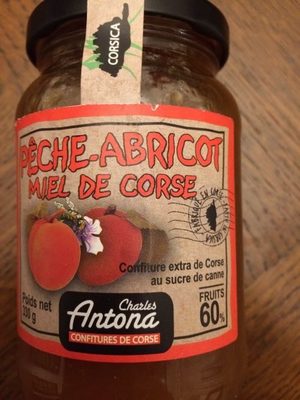 CORSICA
PÊCHE-ABRICOT
MIEL DE CORSE
Confiture extra de Corse
au sucre de canne
Poids net
FRUITS
60%
Charles
Antona
CONFITURES DE CORSE